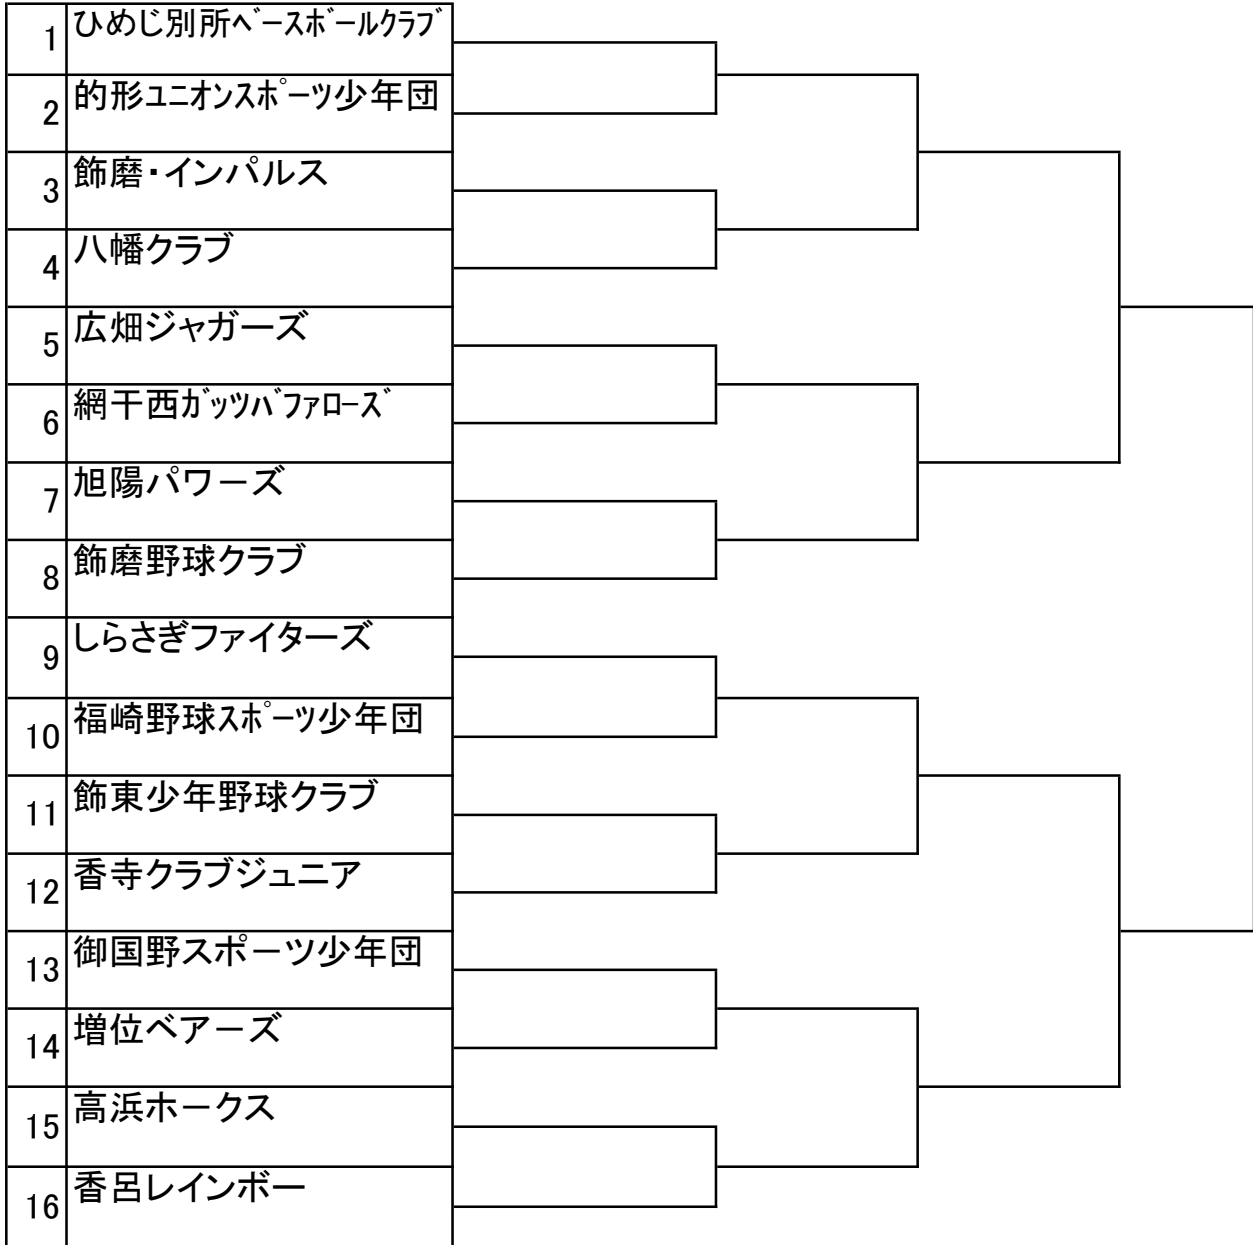 1 ひめじ別所ﾍﾞｰｽﾎﾞｰﾙｸﾗﾌﾞ
2 的形ﾕﾆｵﾝｽﾎﾟｰﾂ少年団
3 飾磨・インパルス
4 八幡クラブ
5 広畑ジャガーズ
6 網干西ｶﾞｯﾂﾊﾞﾌｧﾛｰｽﾞ
7 旭陽パワーズ
8 飾磨野球クラブ
9 しらさぎファイターズ
10 福崎野球ｽﾎﾟｰﾂ少年団
11 飾東少年野球クラブ
12 香寺クラブジュニア
13 御国野スポーツ少年団
14 増位ベアーズ
15 高浜ホークス
16 香呂レインボー